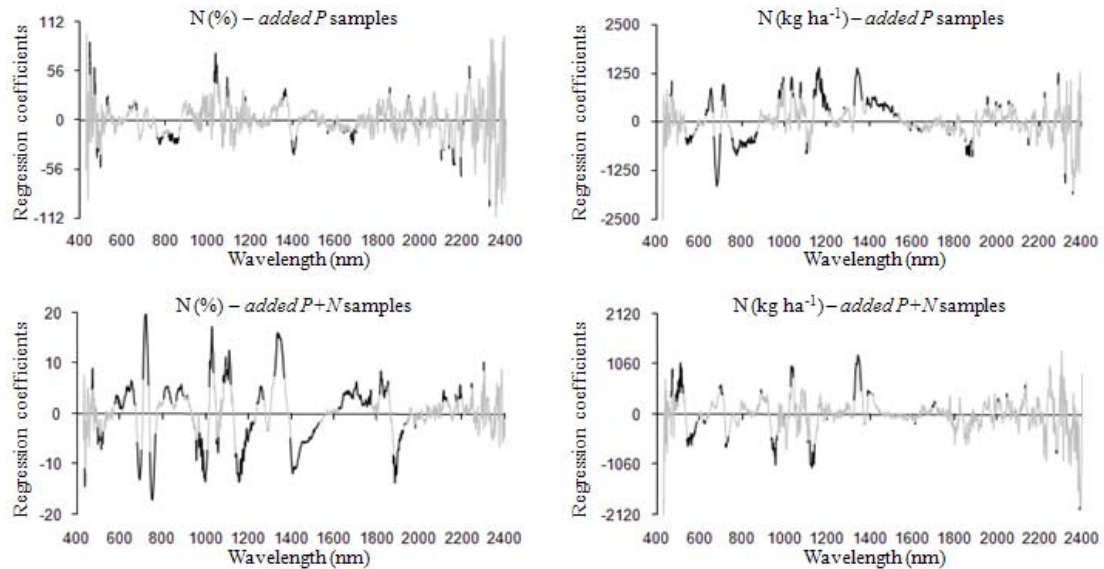 N (%) – added P samples
Regression coefficients
112
56
0
-56
-112
400 600 800 1000 1200 1400 1600 1800 2000 2200 2400
Wavelength (nm)
N (kg ha-1) – added P samples
Regression coefficients
2500
1250
0
-1250
-2500
400 600 800 1000 1200 1400 1600 1800 2000 2200 2400
Wavelength (nm)
N (%) – added P+N samples
Regression coefficients
20
10
0
-10
-20
400 600 800 1000 1200 1400 1600 1800 2000 2200 2400
Wavelength (nm)
N (kg ha-1) – added P+N samples
Regression coefficients
2120
1060
0
-1060
-2120
400 600 800 1000 1200 1400 1600 1800 2000 2200 2400
Wavelength (nm)